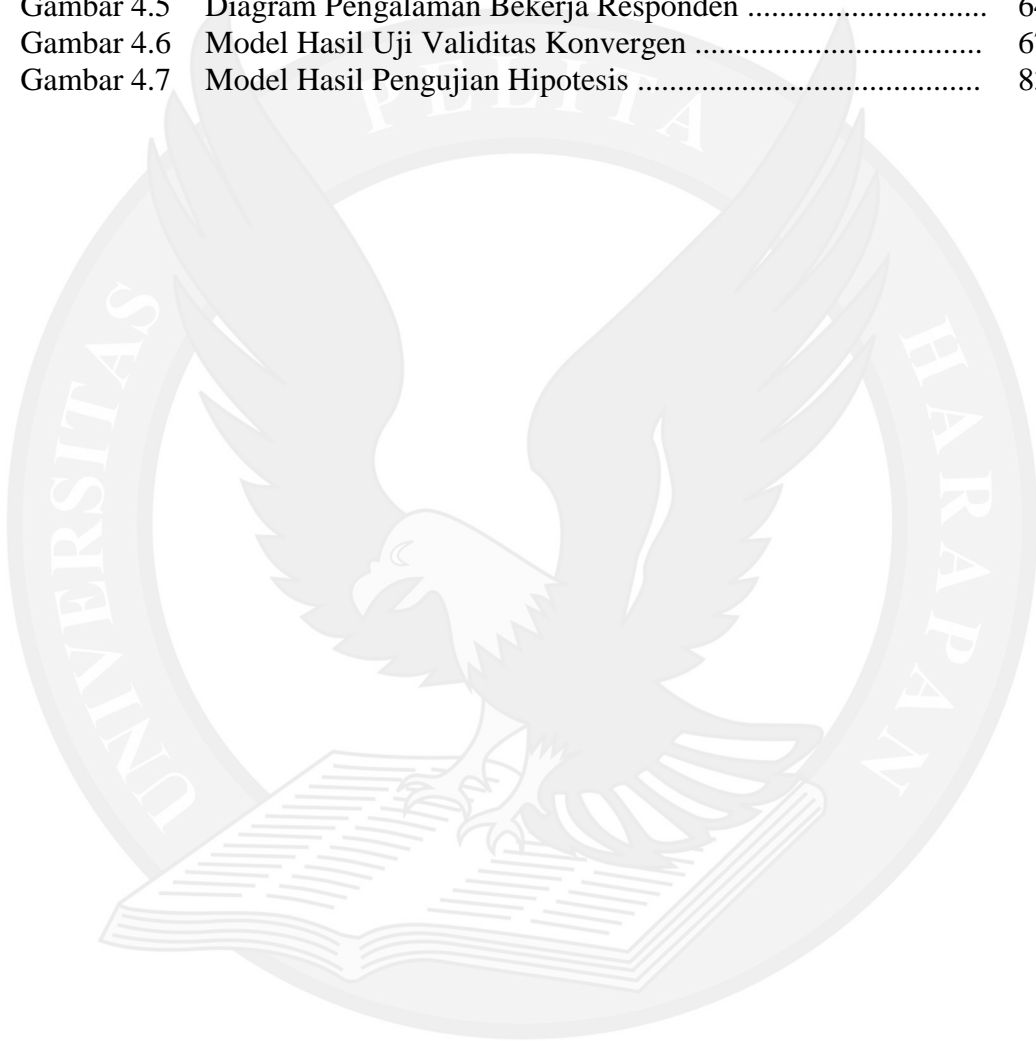 Gambar 4.5 Diagram Pengalaman Bekerja Responden ..............................
Gambar 4.6 Model Hasil Uji Validitas Konvergen ....................................
Gambar 4.7 Model Hasil Pengujian Hipotesis ...........................................
UNIVERSITAS PELITA HARAPAN